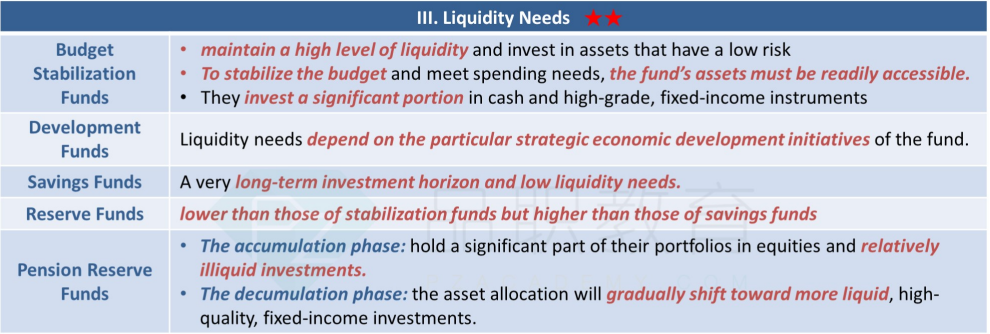 III. Liquidity Needs ★★
Budget
Stabilization
Funds
• maintain a high level of liquidity and invest in assets that have a low risk
• To stabilize the budget and meet spending needs, the fund's assets must be readily accessible.
• They invest a significant portion in cash and high-grade, fixed-income instruments
Development
Funds
Liquidity needs depend on the particular strategic economic development initiatives of the fund.
Savings Funds
A very long-term investment horizon and low liquidity needs.
Reserve Funds
lower than those of stabilization funds but higher than those of savings funds
Pension Reserve
Funds
• The accumulation phase: hold a significant part of their portfolios in equities and relatively
illiquid investments.
• The decumulation phase: the asset allocation will gradually shift toward more liquid, high-
quality, fixed-income investments.
品职教育